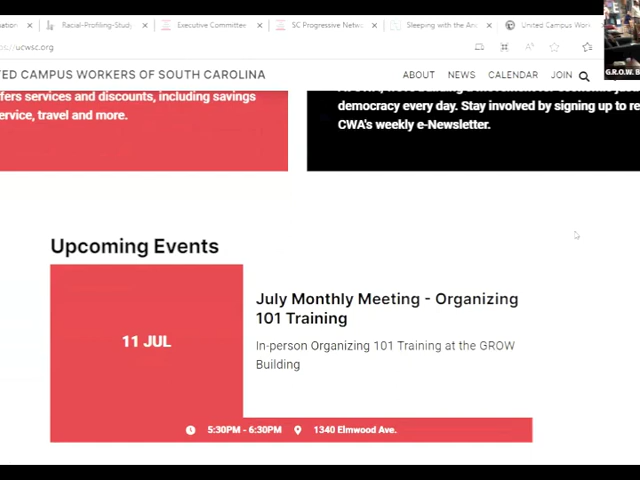 Racial-Profiling-Stud
Executive Committee
SC Progressive Netw
Sleeping with the An
United Campus Work
ucwsc.org
ED CAMPUS WORKERS OF SOUTH CAROLINA
ABOUT NEWS CALENDAR JOIN
G.R.O.W. B
fers services and discounts, including savings
ervice, travel and more.
democracy every day. Stay involved by signing up to re
CWA's weekly e-Newsletter.
Upcoming Events
11 JUL
July Monthly Meeting - Organizing
101 Training
In-person Organizing 101 Training at the GROW
Building
5:30PM - 6:30PM 1340 Elmwood Ave.